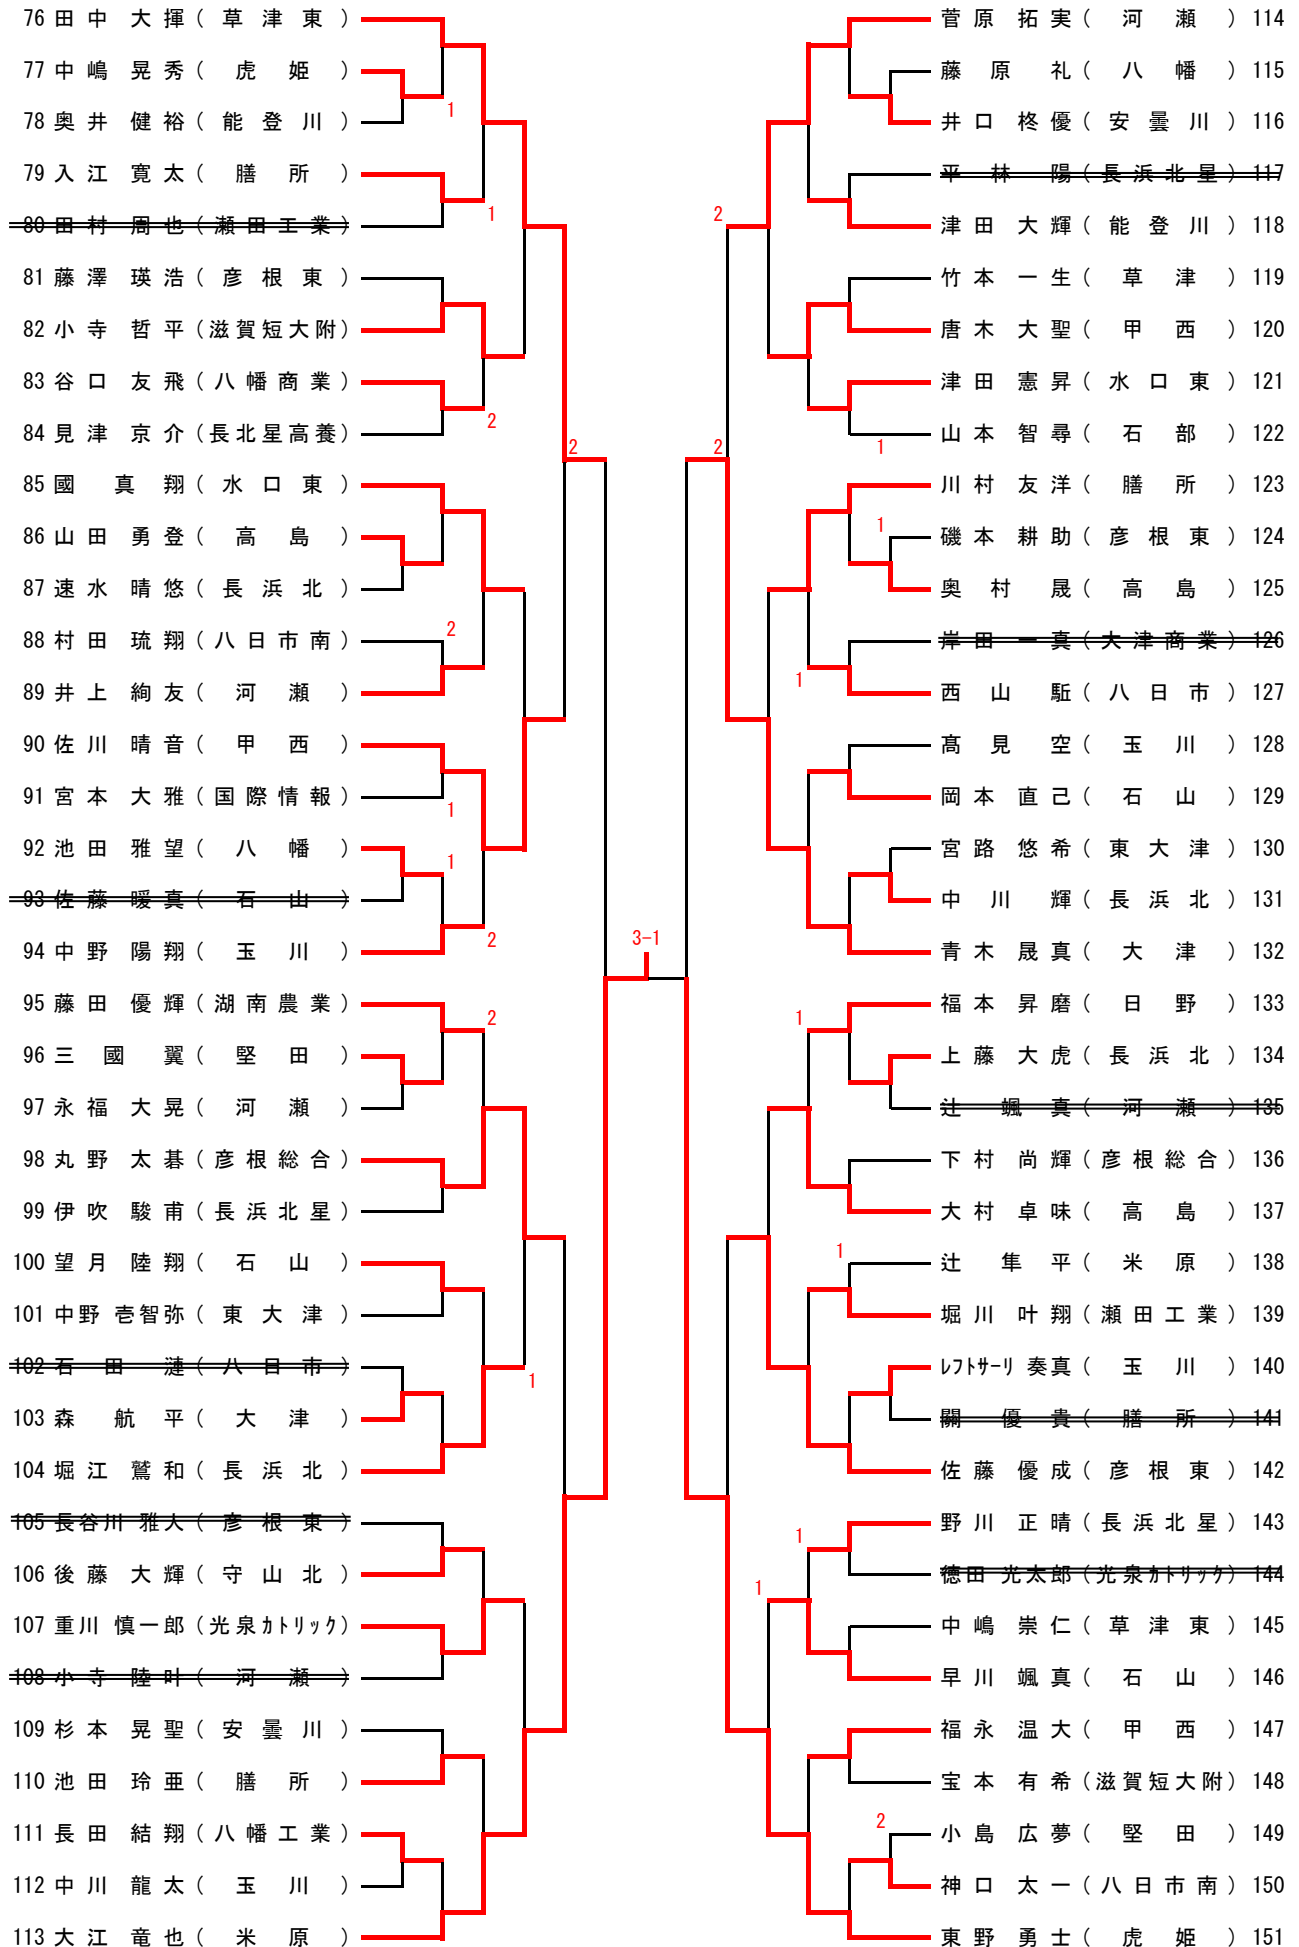 76 田中 大揮 (草津東)
77 中嶋 晃秀 (虎姫)
78 奥井 健裕 (能登川)
79 入江 寛太 (膳所)
80 田村 周也 (瀬田工業)
81 藤澤 瑛浩 (彦根東)
82 小寺 哲平 (滋賀短大附)
83 谷口 友飛 (八幡商業)
84 見津 京介 (長北星高養)
85 國 真翔 (水口東)
86 山田 勇登 (高島)
87 速水 晴悠 (長浜北)
88 村田 琉翔 (八日市南)
89 井上 絢友 (河瀬)
90 佐川 晴音 (甲西)
91 宮本 大雅 (国際情報)
92 池田 雅望 (八幡)
93 佐藤 暖真 (石山)
94 中野 陽翔 (玉川)
95 藤田 優輝 (湖南農業)
96 三國 翼 (堅田)
97 永福 大晃 (河瀬)
98 丸野 太碁 (彦根総合)
99 伊吹 駿甫 (長浜北星)
100 望月 陸翔 (石山)
101 中野 壱智弥 (東大津)
102 石田 漣 (八日市)
103 森 航平 (大津)
104 堀江 鷲和 (長浜北)
105 長谷川 雅人 (彦根東)
106 後藤 大輝 (守山北)
107 重川 慎一郎 (光泉カトリック)
108 小寺 陸叶 (河瀬)
109 杉本 晃聖 (安曇川)
110 池田 玲亜 (膳所)
111 長田 結翔 (八幡工業)
112 中川 龍太 (玉川)
113 大江 竜也 (米原)
1
1
2
2
2
1
1
2
2
1
3-1
2
2
1
1
1
1
1
1
1
2
菅原 拓実 (河瀬) 114
藤原 礼 (八幡) 115
井口 柊優 (安曇川) 116
平林 陽 (長浜北星) 117
津田 大輝 (能登川) 118
竹本 一生 (草津) 119
唐木 大聖 (甲西) 120
津田 憲昇 (水口東) 121
山本 智尋 (石部) 122
川村 友洋 (膳所) 123
磯本 耕助 (彦根東) 124
奥村 晟 (高島) 125
岸田 一真 (大津商業) 126
西山 駈 (八日市) 127
髙見 空 (玉川) 128
岡本 直己 (石山) 129
宮路 悠希 (東大津) 130
中川 輝 (長浜北) 131
青木 晟真 (大津) 132
福本 昇磨 (日野) 133
上藤 大虎 (長浜北) 134
辻 颯真 (河瀬) 135
下村 尚輝 (彦根総合) 136
大村 卓味 (高島) 137
辻 隼平 (米原) 138
堀川 叶翔 (瀬田工業) 139
レフトサーリ 奏真 (玉川) 140
關 優貴 (膳所) 141
佐藤 優成 (彦根東) 142
野川 正晴 (長浜北星) 143
德田 光太郎 (光泉カトリック) 144
中嶋 崇仁 (草津東) 145
早川 颯真 (石山) 146
福永 温大 (甲西) 147
宝本 有希 (滋賀短大附) 148
小島 広夢 (堅田) 149
神口 太一 (八日市南) 150
東野 勇士 (虎姫) 151